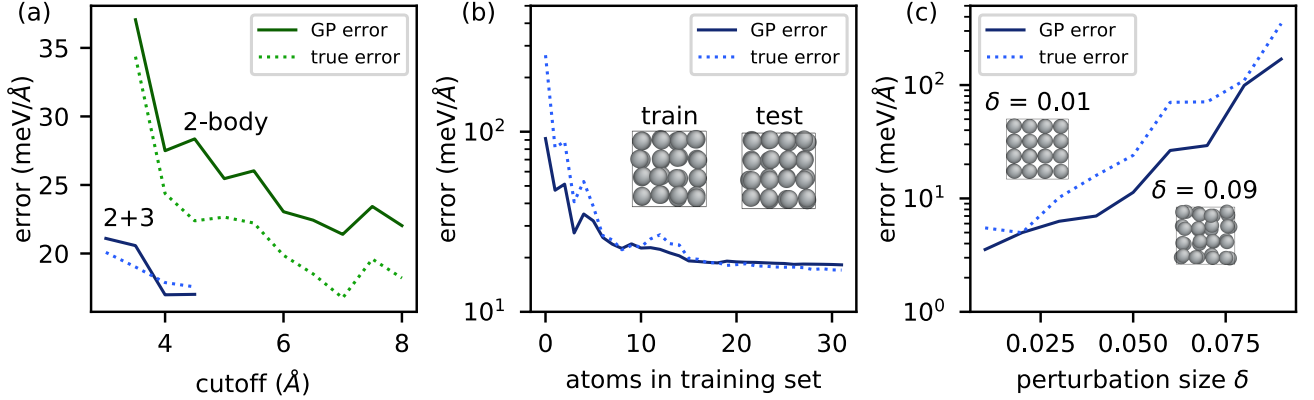 (a)
error (meV/Å)
35
30
25
20
4
6
8
cutoff (Å)
GP error
true error
2-body
2+3
(b)
error (meV/Å)
10²
10¹
0
10
20
30
atoms in training set
GP error
true error
train
test
(c)
error (meV/Å)
10³
10²
10¹
10⁰
0.025
0.050
0.075
perturbation size δ
GP error
true error
δ = 0.01
δ = 0.09